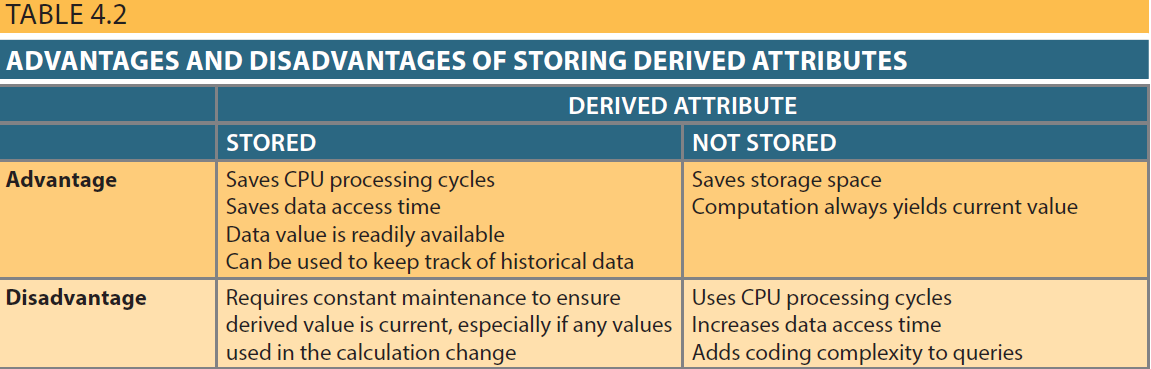 TABLE 4.2
ADVANTAGES AND DISADVANTAGES OF STORING DERIVED ATTRIBUTES
DERIVED ATTRIBUTE
STORED
NOT STORED
Advantage
Saves CPU processing cycles
Saves data access time
Data value is readily available
Can be used to keep track of historical data
Saves storage space
Computation always yields current value
Disadvantage
Requires constant maintenance to ensure
derived value is current, especially if any values
used in the calculation change
Uses CPU processing cycles
Increases data access time
Adds coding complexity to queries